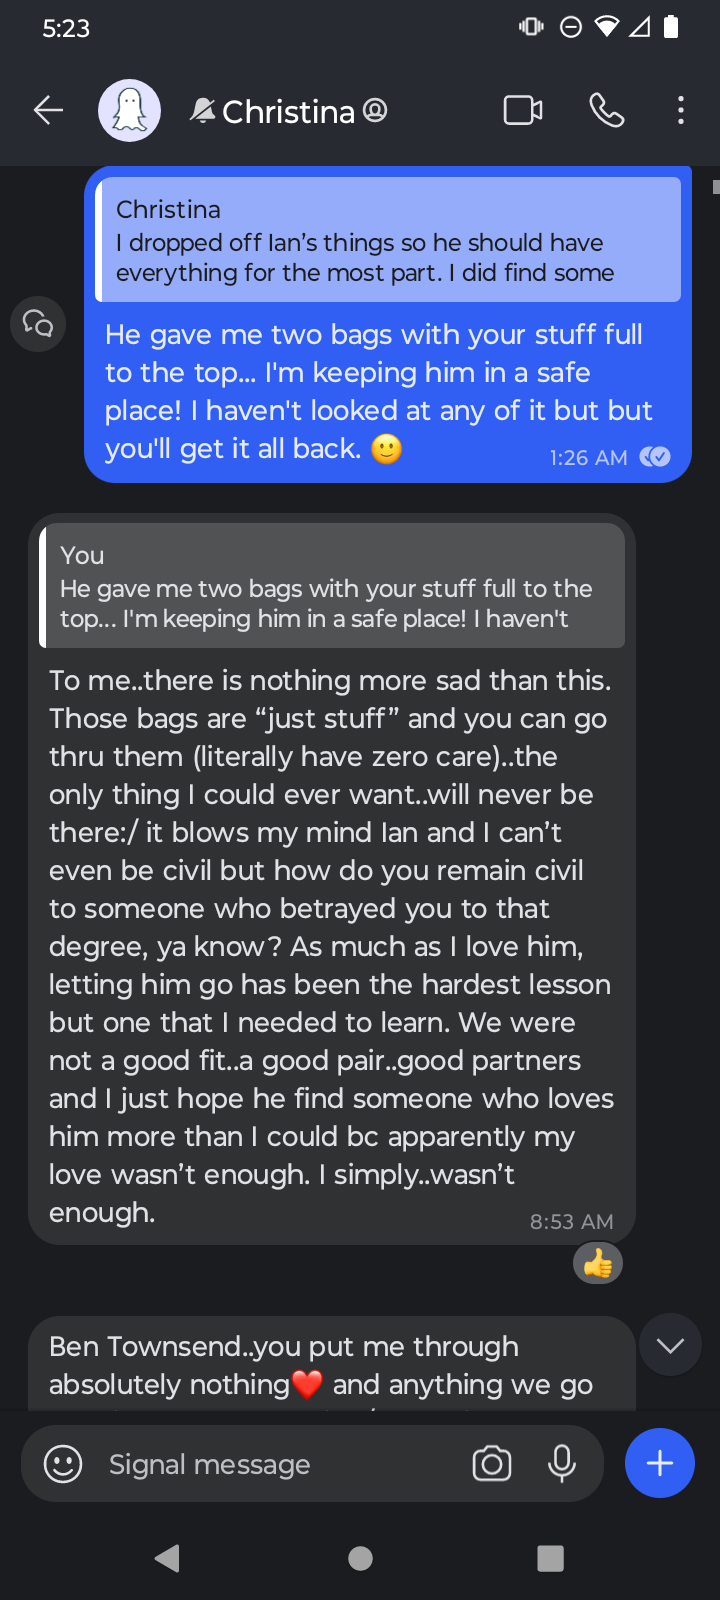 5:23
Christina
Christina
I dropped off Ian’s things so he should have
everything for the most part. I did find some
He gave me two bags with your stuff full
to the top... I'm keeping him in a safe
place! I haven't looked at any of it but but
you'll get it all back. 🙂
1:26 AM
You
He gave me two bags with your stuff full to the
top... I'm keeping him in a safe place! I haven't
To me..there is nothing more sad than this.
Those bags are “just stuff” and you can go
thru them (literally have zero care)..the
only thing I could ever want..will never be
there:/ it blows my mind Ian and I can’t
even be civil but how do you remain civil
to someone who betrayed you to that
degree, ya know? As much as I love him,
letting him go has been the hardest lesson
but one that I needed to learn. We were
not a good fit..a good pair..good partners
and I just hope he find someone who loves
him more than I could bc apparently my
love wasn’t enough. I simply..wasn’t
enough.
8:53 AM
👍
Ben Townsend..you put me through
absolutely nothing❤️ and anything we go
Signal message